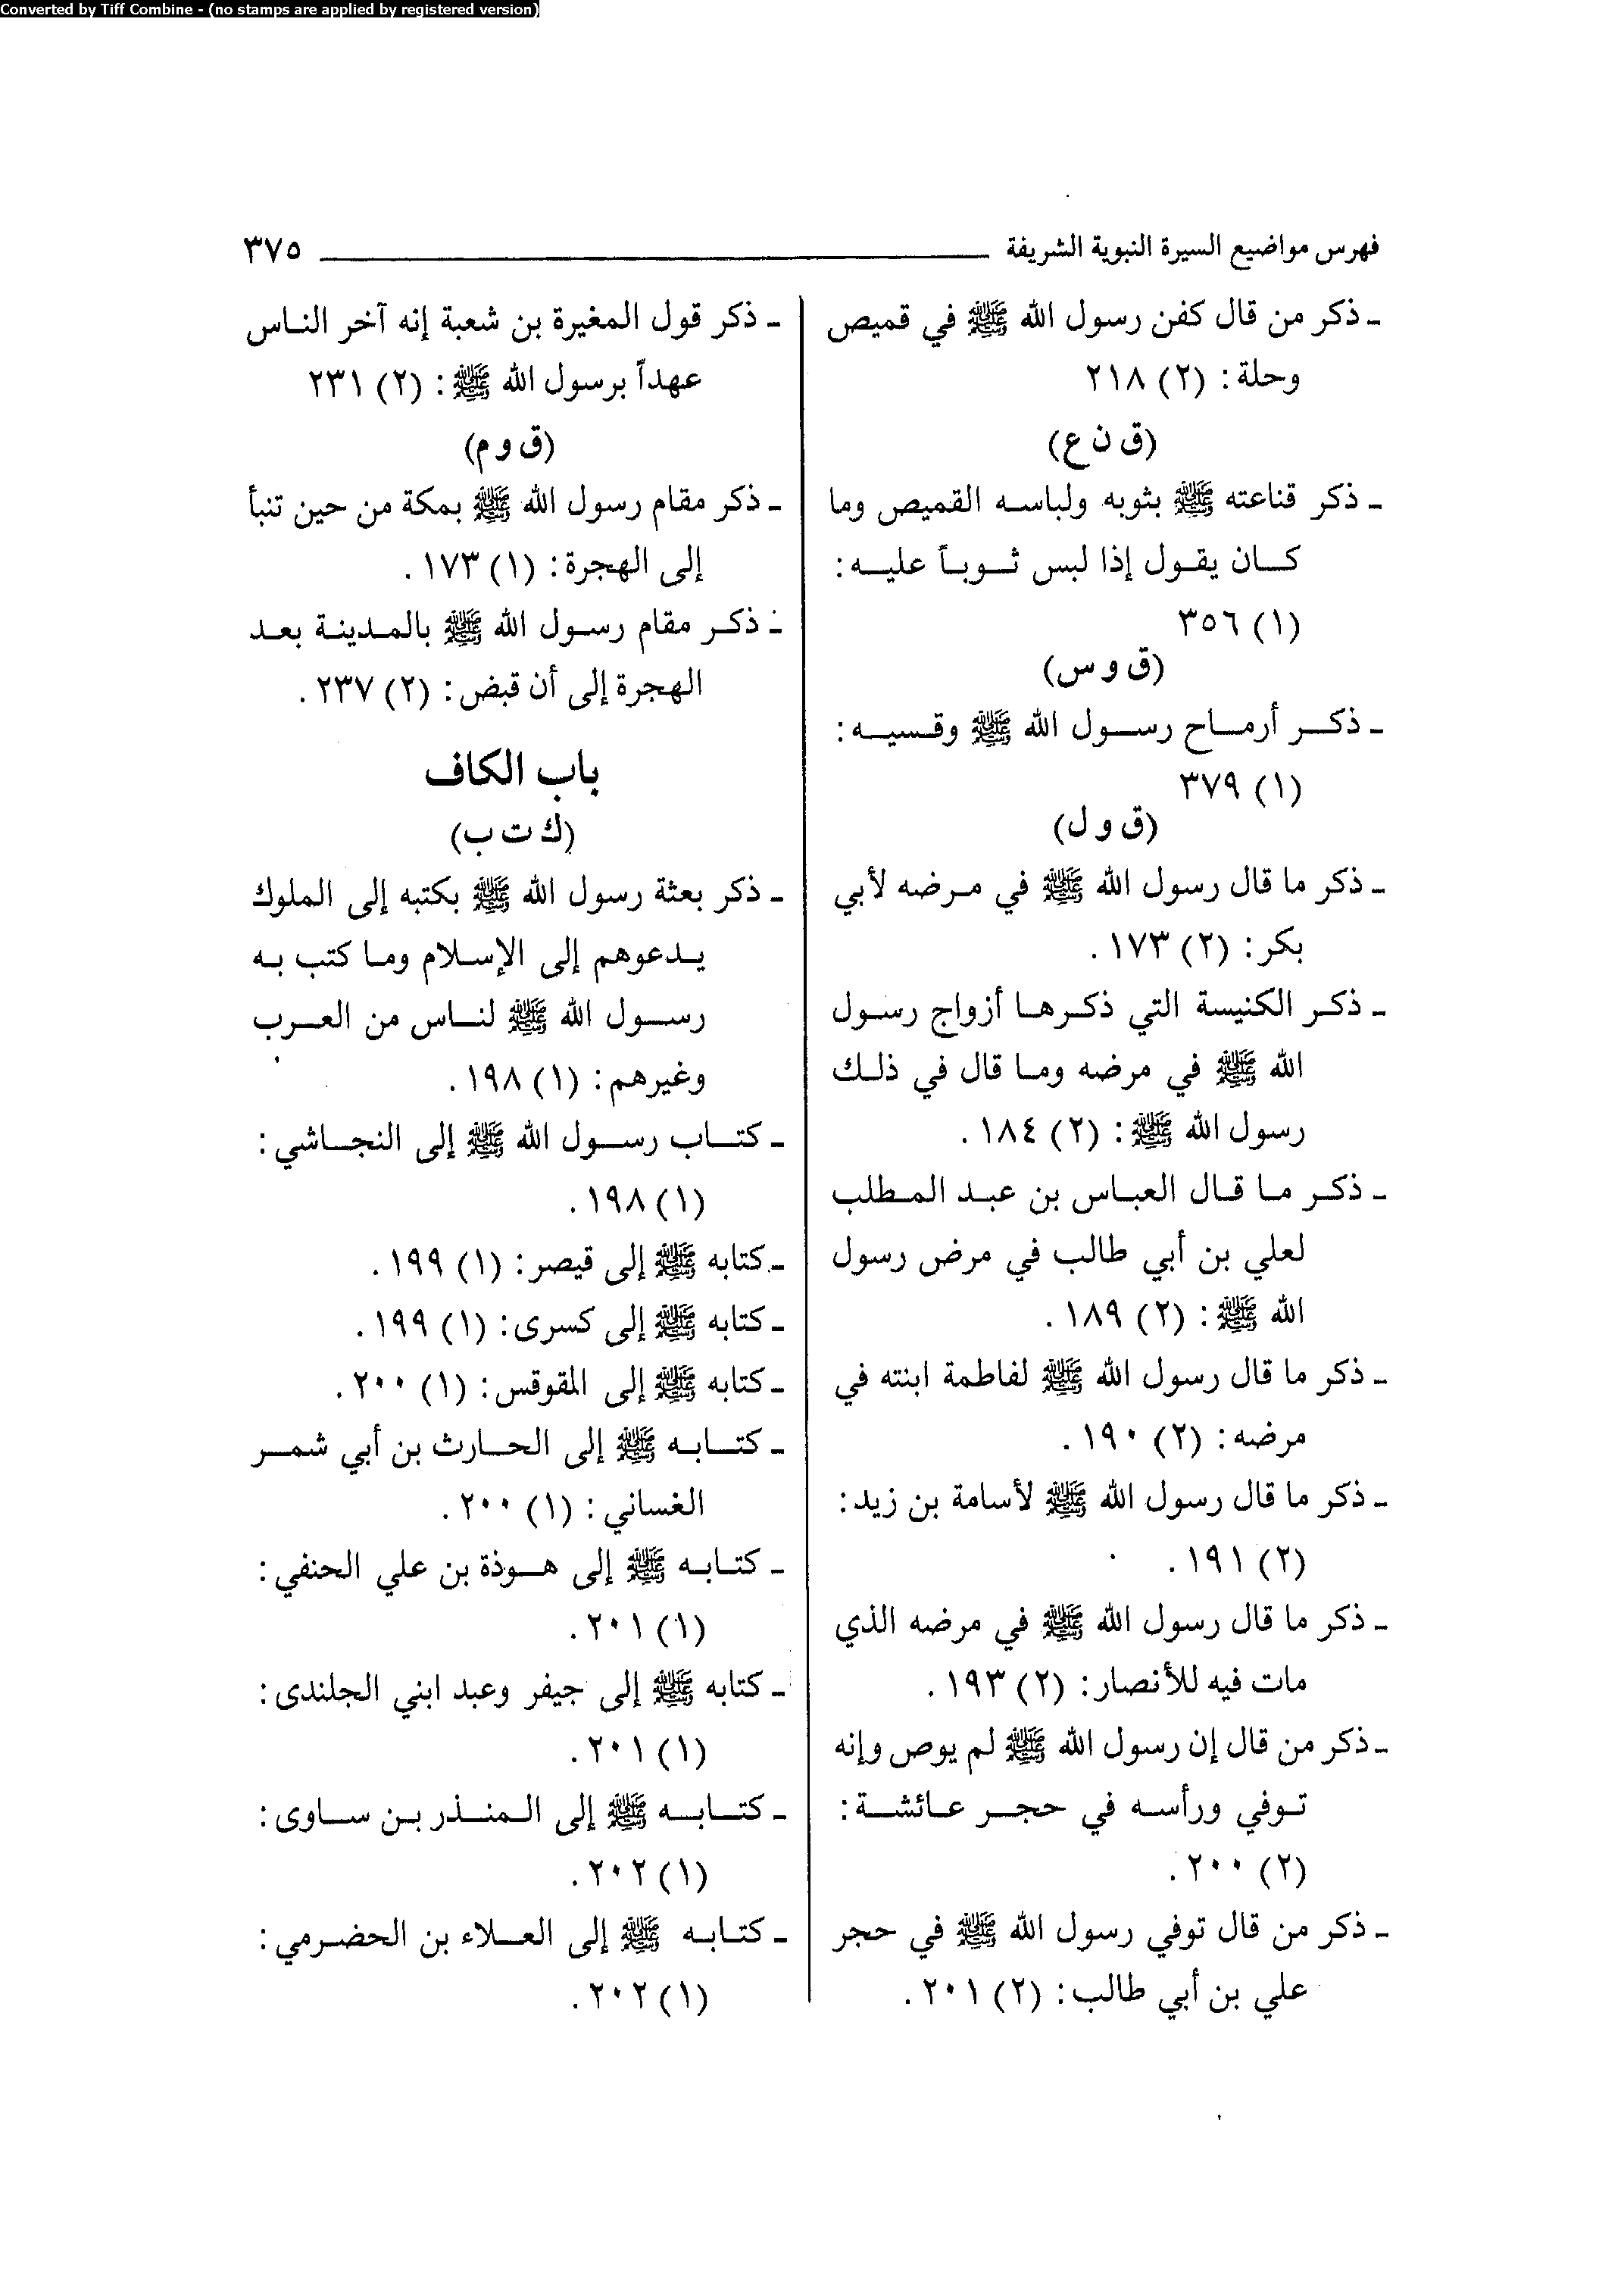 Converted by Tiff Combine - (no stamps are applied by registered version)
فهرس مواضيع السيرة النبوية الشريفة ٣٧٥
ـ ذكر من قال كفن رسول الله ﷺ في قميص
وحلة: (٢) ٢١٨
(ق ن ع)
ـ ذكر قناعته ﷺ بثوبه ولباسه القميص وما
كان يقول إذا لبس ثوباً عليه:
(١) ٣٥٦
(ق و س)
ـ ذكر أرماح رسول الله ﷺ وقسيه:
(١) ٣٧٩
(ق و ل)
ـ ذكر ما قال رسول الله ﷺ في مرضه لأبي
بكر: (٢) ١٧٣.
ـ ذكر الكنيسة التي ذكرها أزواج رسول
الله ﷺ في مرضه وما قال في ذلك
رسول الله ﷺ: (٢) ١٨٤.
ـ ذكر ما قال العباس بن عبد المطلب
لعلي بن أبي طالب في مرض رسول
الله ﷺ: (٢) ١٨٩.
ـ ذكر ما قال رسول الله ﷺ لفاطمة ابنته في
مرضه: (٢) ١٩٠.
ـ ذكر ما قال رسول الله ﷺ لأسامة بن زيد:
(٢) ١٩١.
ـ ذكر ما قال رسول الله ﷺ في مرضه الذي
مات فيه للأنصار: (٢) ١٩٣.
ـ ذكر من قال إن رسول الله ﷺ لم يوص وإنه
توفي ورأسه في حجر عائشة:
(٢) ٢٠٠.
ـ ذكر من قال توفي رسول الله ﷺ في حجر
علي بن أبي طالب: (٢) ٢٠١.
ـ ذكر قول المغيرة بن شعبة إنه آخر الناس
عهداً برسول الله ﷺ: (٢) ٢٣١
(ق و م)
ـ ذكر مقام رسول الله ﷺ بمكة من حين تنبأ
إلى الهجرة: (١) ١٧٣.
ـ ذكر مقام رسول الله ﷺ بالمدينة بعد
الهجرة إلى أن قبض: (٢) ٢٣٧.
باب الكاف
(ك ت ب)
ـ ذكر بعثة رسول الله ﷺ بكتبه إلى الملوك
يدعوهم إلى الإسلام وما كتب به
رسول الله ﷺ لناس من العرب
وغيرهم: (١) ١٩٨.
ـ كتاب رسول الله ﷺ إلى النجاشي:
(١) ١٩٨.
ـ كتابه ﷺ إلى قيصر: (١) ١٩٩.
ـ كتابه ﷺ إلى كسرى: (١) ١٩٩.
ـ كتابه ﷺ إلى المقوقس: (١) ٢٠٠.
ـ كتابه ﷺ إلى الحارث بن أبي شمر
الغساني: (١) ٢٠٠.
ـ كتابه ﷺ إلى هوذة بن علي الحنفي:
(١) ٢٠١.
ـ كتابه ﷺ إلى جيفر وعبد ابني الجلندى:
(١) ٢٠١.
ـ كتابه ﷺ إلى المنذر بن ساوى:
(١) ٢٠٢.
ـ كتابه ﷺ إلى العلاء بن الحضرمي:
(١) ٢٠٢.